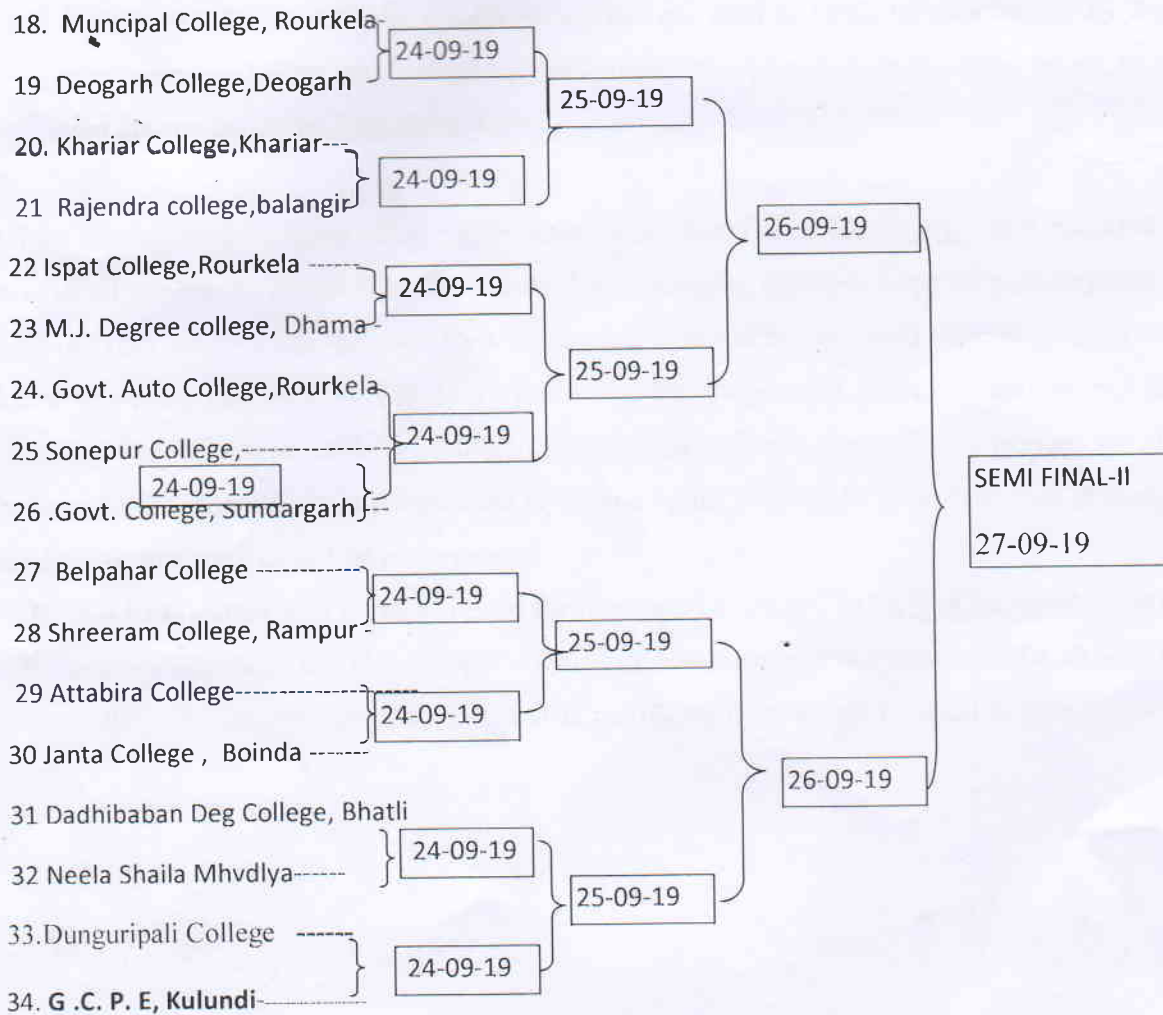 18. Muncipal College, Rourkela-
24-09-19
19 Deogarh College,Deogarh
25-09-19
20. Khariar College,Khariar---
24-09-19
21 Rajendra college,balangir
26-09-19
22 Ispat College,Rourkela ------
24-09-19
23 M.J. Degree college, Dhama -
25-09-19
24. Govt. Auto College,Rourkela
24-09-19
25 Sonepur College,----------------
24-09-19
SEMI FINAL-II
26 .Govt. College, Sundargarh}--
27-09-19
27 Belpahar College -------------
24-09-19
28 Shreeram College, Rampur -
25-09-19
29 Attabira College-------------------
24-09-19
30 Janta College , Boinda ------
26-09-19
31 Dadhibaban Deg College, Bhatli
24-09-19
32 Neela Shaila Mhvdlya------
25-09-19
33.Dunguripali College ------
24-09-19
34. G .C. P. E, Kulundi------------